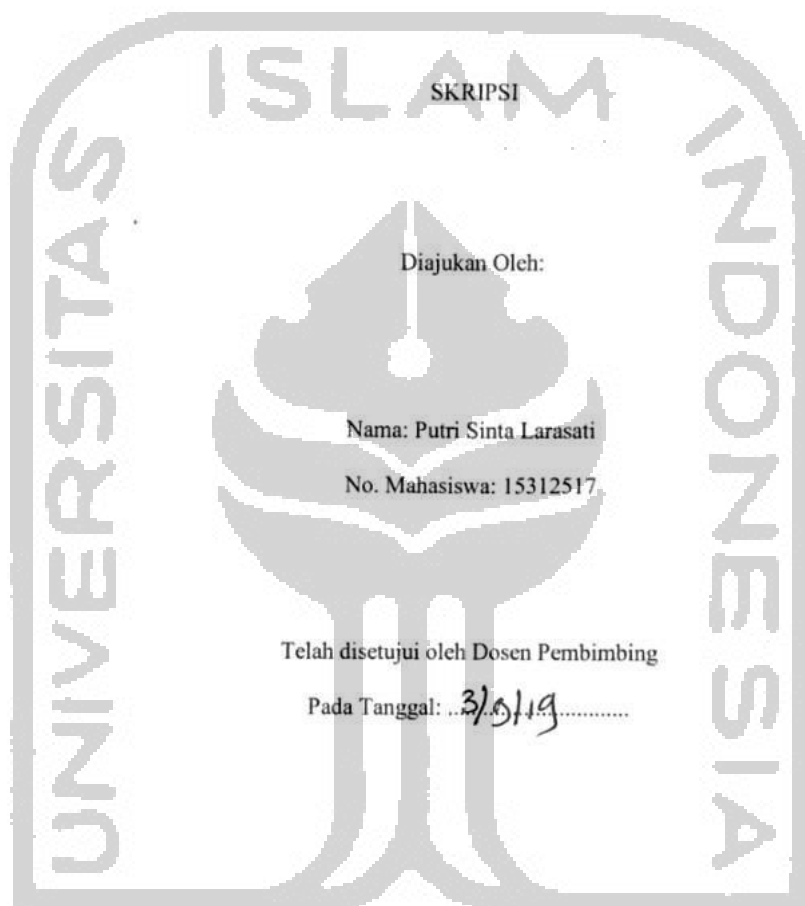 UNIVERSITAS ISLAM INDONESIA
SKRIPSI
Diajukan Oleh:
Nama: Putri Sinta Larasati
No. Mahasiswa: 15312517
Telah disetujui oleh Dosen Pembimbing
Pada Tanggal: